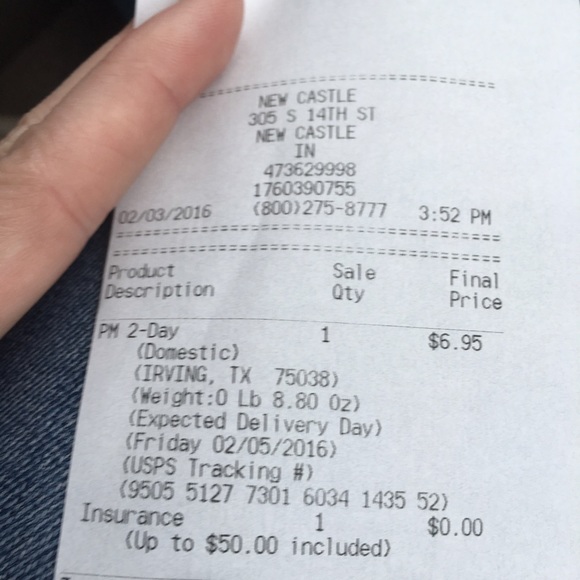 NEW CASTLE
305 S 14TH ST
NEW CASTLE
IN
473629998
1760390755
02/03/2016 (800)275-8777 3:52 PM
Product Sale Final
Description Qty Price
PM 2-Day 1 $6.95
(Domestic)
(IRVING, TX 75038)
(Weight:0 Lb 8.80 Oz)
(Expected Delivery Day)
(Friday 02/05/2016)
(USPS Tracking #)
(9505 5127 7301 6034 1435 52)
Insurance 1 $0.00
(Up to $50.00 included)